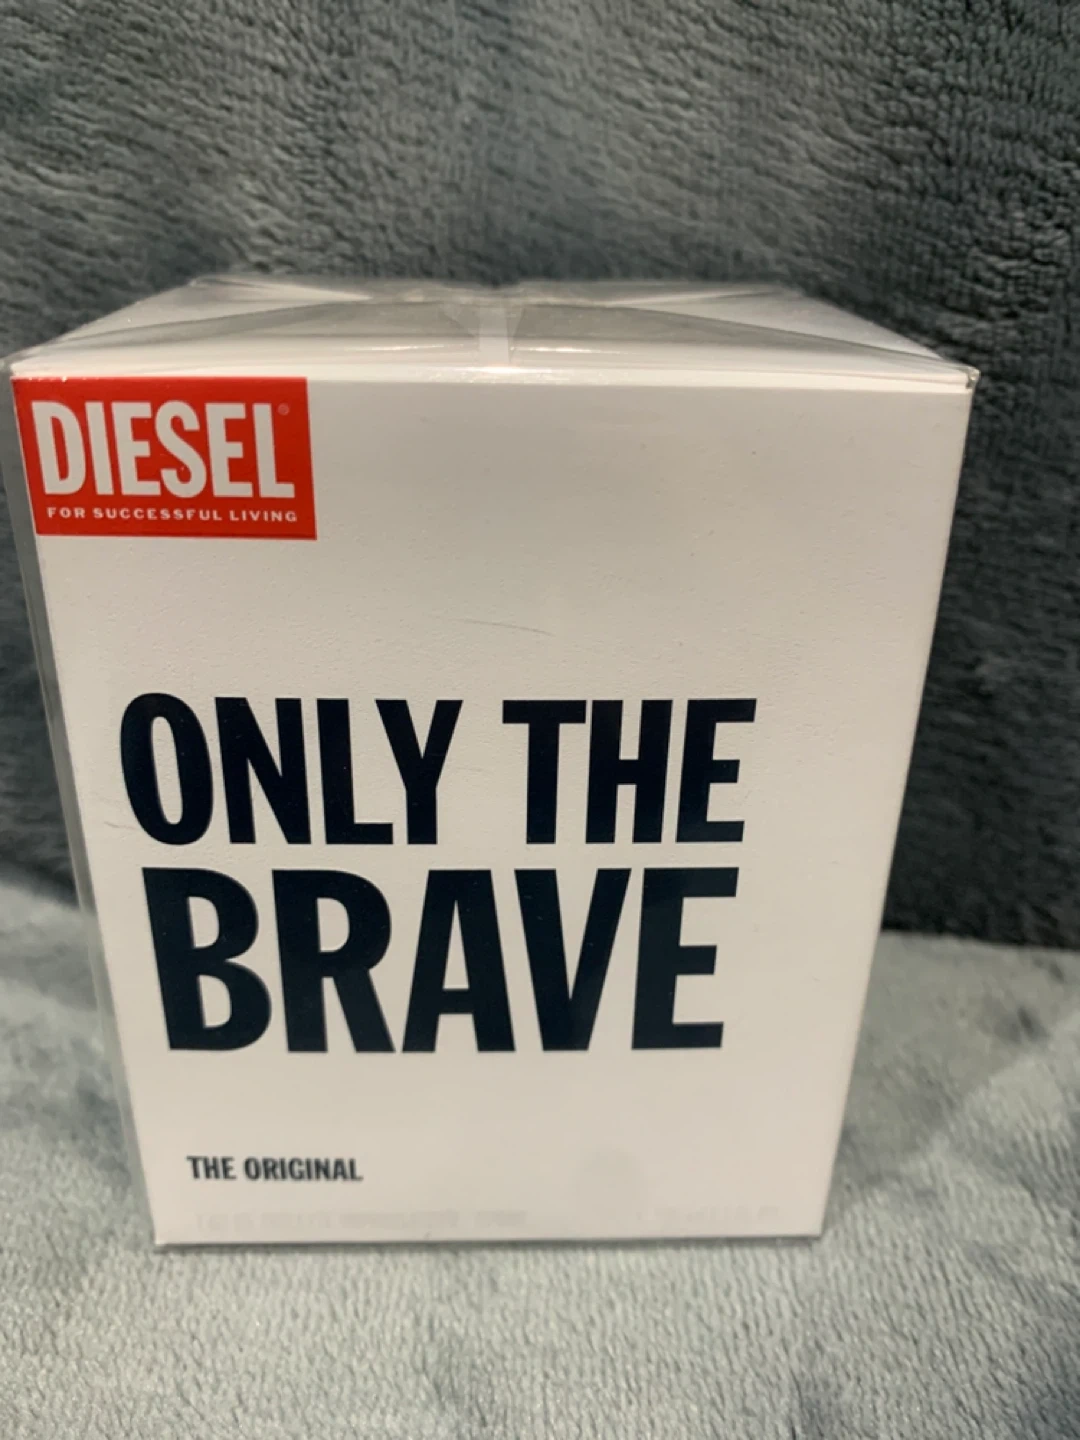 DIESEL®
FOR SUCCESSFUL LIVING
ONLY THE
BRAVE
THE ORIGINAL